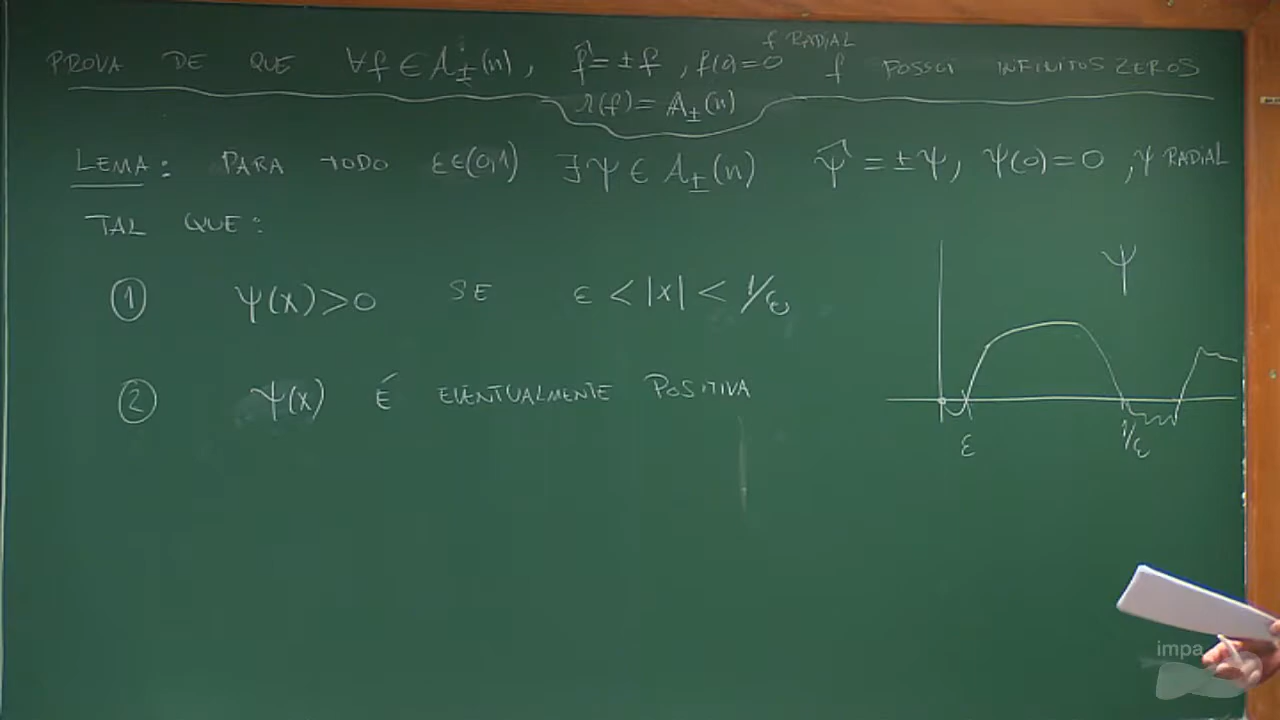 f RADIAL
PROVA DE QUE ∀f ∈ A±(n), f̂ = ±f, f(0)=0 f POSSUI INFINITOS ZEROS
r(f) = A±(n)
LEMA: PARA TODO ε∈(0,1) ∃ψ ∈ A±(n) ψ̂ = ±ψ, ψ(0)=0, ψ RADIAL
TAL QUE:
ψ
① ψ(x)>0 SE ε < |x| < 1/ε
② ψ(x) É EVENTUALMENTE POSITIVA
ε 1/ε
impa